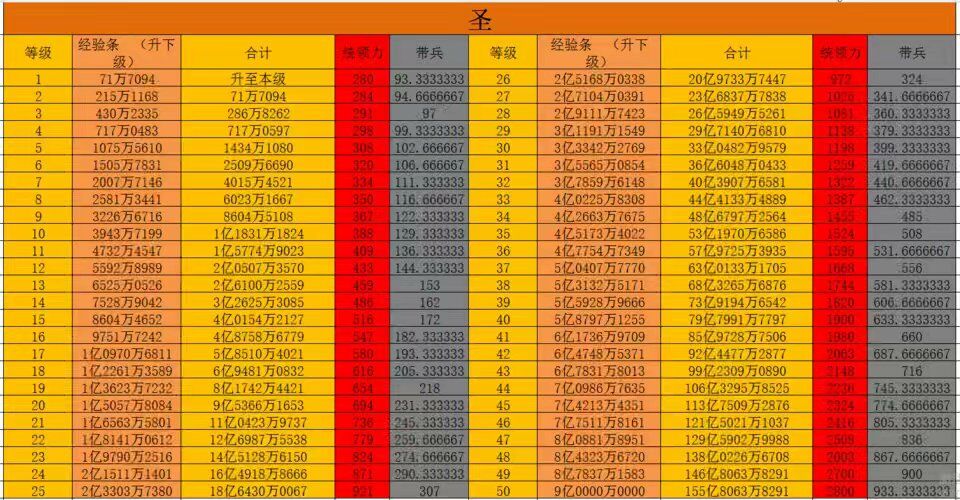 圣
等级 经验条 （升下级） 合计 统领力 带兵 等级 经验条 （升下级） 合计 统领力 带兵
1 71万7094 升至本级 280 93.3333333 26 2亿5168万0338 20亿9733万7447 972 324
2 215万1168 71万7094 284 94.6666667 27 2亿7104万0391 23亿6837万7838 341.6666667
3 430万2335 286万8262 291 97 28 2亿9111万7423 26亿5949万5261 1081 360.3333333
4 717万0483 717万0597 298 99.3333333 29 3亿1191万1549 29亿7140万6810 1138 379.3333333
5 1075万5610 1434万1080 308 102.666667 30 3亿3342万2769 33亿0482万9579 1198 399.3333333
6 1505万7831 2509万6690 320 106.666667 31 3亿5565万0854 36亿6048万0433 1259 419.6666667
7 2007万7146 4015万4521 334 111.333333 32 3亿7859万6148 40亿3907万6581 1322 440.6666667
8 2581万3441 6023万1667 350 116.666667 33 4亿0225万8308 44亿4133万4889 1387 462.3333333
9 3226万6716 8604万5108 367 122.333333 34 4亿2663万7675 48亿6797万2564 1455 485
10 3943万7199 1亿1831万1824 388 129.333333 35 4亿5173万4022 53亿1970万6586 1524 508
11 4732万4547 1亿5774万9023 409 136.333333 36 4亿7754万7349 57亿9725万3935 1595 531.6666667
12 5592万8989 2亿0507万3570 433 144.333333 37 5亿0407万7770 63亿0133万1705 1668 556
13 6525万0526 2亿6100万2559 459 153 38 5亿3132万5171 68亿3265万6876 1744 581.3333333
14 7528万9042 3亿2625万3085 486 162 39 5亿5928万9666 73亿9194万6542 1820 606.6666667
15 8604万4652 4亿0154万2127 516 172 40 5亿8797万1255 79亿7991万7797 1900 633.3333333
16 9751万7242 4亿8758万6779 547 182.333333 41 6亿1736万9709 85亿9728万7506 1980 660
17 1亿0970万6811 5亿8510万4021 580 193.333333 42 6亿4748万5371 92亿4477万2877 2063 687.6666667
18 1亿2261万3589 6亿9481万0832 616 205.333333 43 6亿7831万8013 99亿2309万0890 2148 716
19 1亿3623万7232 8亿1742万4421 654 218 44 7亿0986万7635 106亿3295万8525 2236 745.3333333
20 1亿5057万8084 9亿5366万1653 694 231.333333 45 7亿4213万4351 113亿7509万2876 2324 774.6666667
21 1亿6563万5801 11亿0423万9737 736 245.333333 46 7亿7511万8161 121亿5021万1037 2416 805.3333333
22 1亿8141万0612 12亿6987万5538 779 259.666667 47 8亿0881万8951 129亿5902万9988 2508 836
23 1亿9790万2516 14亿5128万6150 824 274.666667 48 8亿4323万6720 138亿0226万6708 2603 867.6666667
24 2亿1511万1401 16亿4918万8666 871 290.333333 49 8亿7837万1583 146亿8063万8291 2700 900
25 2亿3303万7380 18亿6430万0067 921 307 50 9亿0000万0000 155亿8063万8291 2800 933.3333333